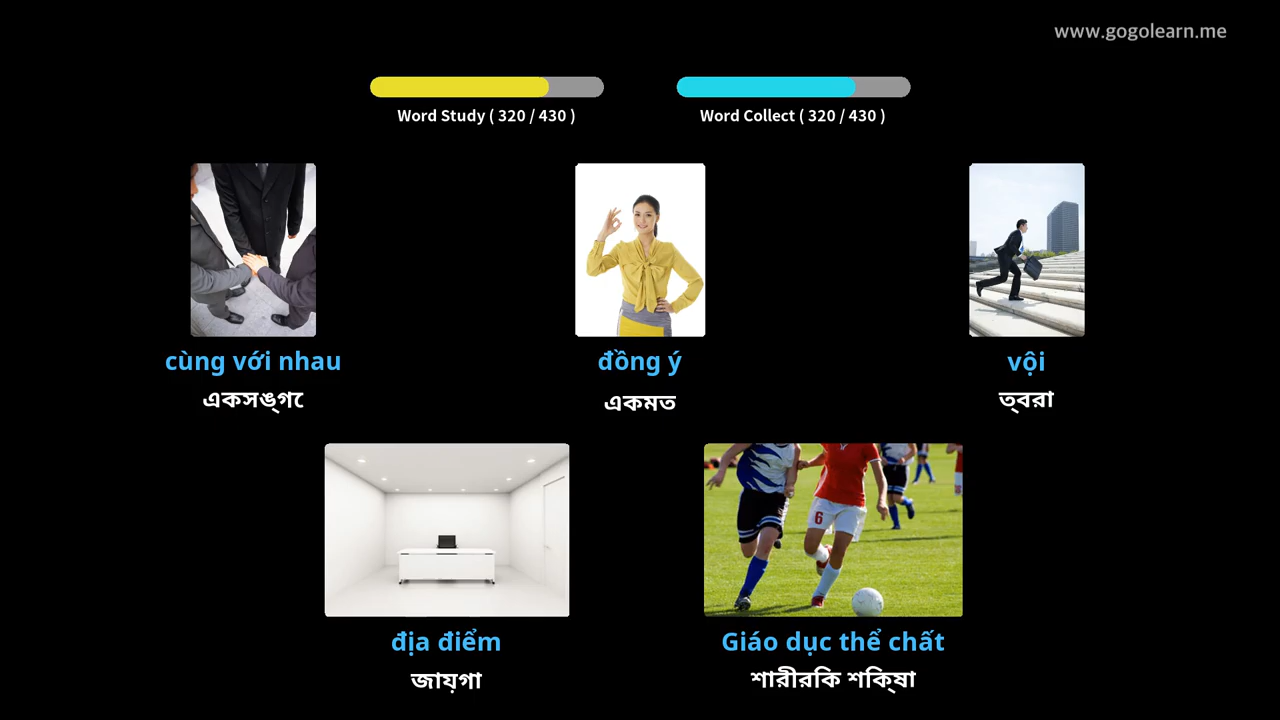 www.gogolearn.me
Word Study ( 320 / 430 )
Word Collect ( 320 / 430 )
cùng với nhau
একসঙ্গে
đồng ý
একমত
vội
ত্বরা
địa điểm
জায়গা
Giáo dục thể chất
শারীরিক শিক্ষা
6